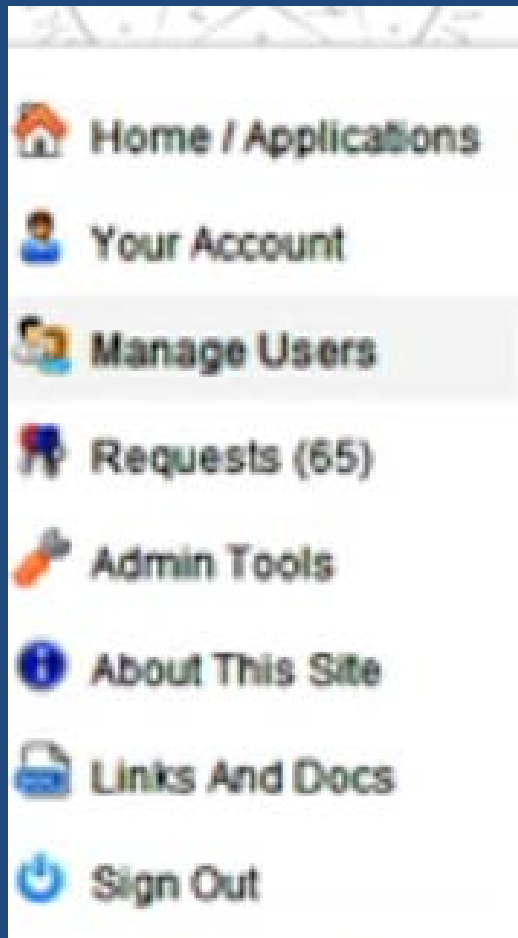 Home / Applications
Your Account
Manage Users
Requests (65)
Admin Tools
About This Site
Links And Docs
Sign Out